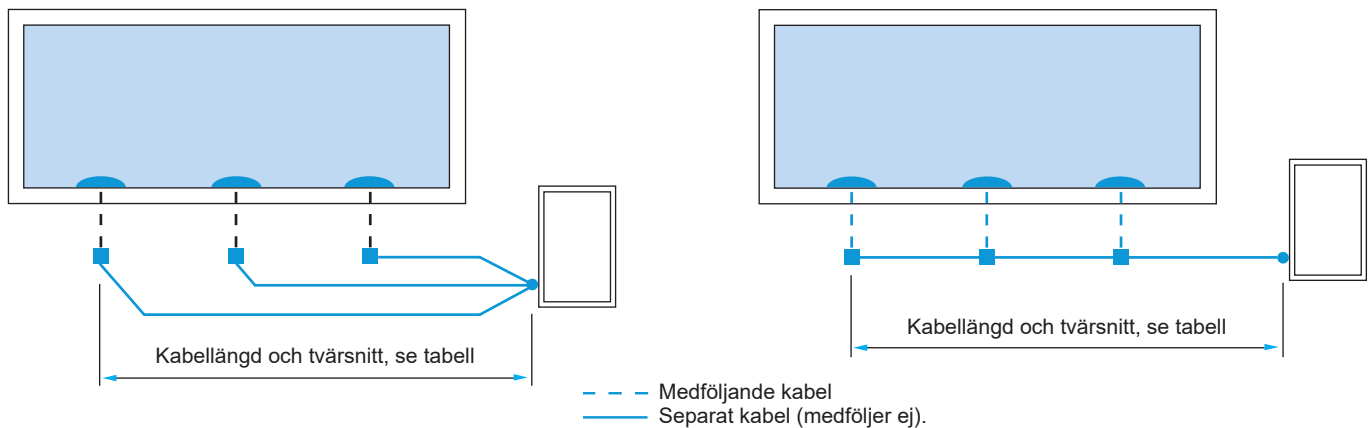 Kabellängd och tvärsnitt, se tabell
Kabellängd och tvärsnitt, se tabell
Medföljande kabel
Separat kabel (medföljer ej).